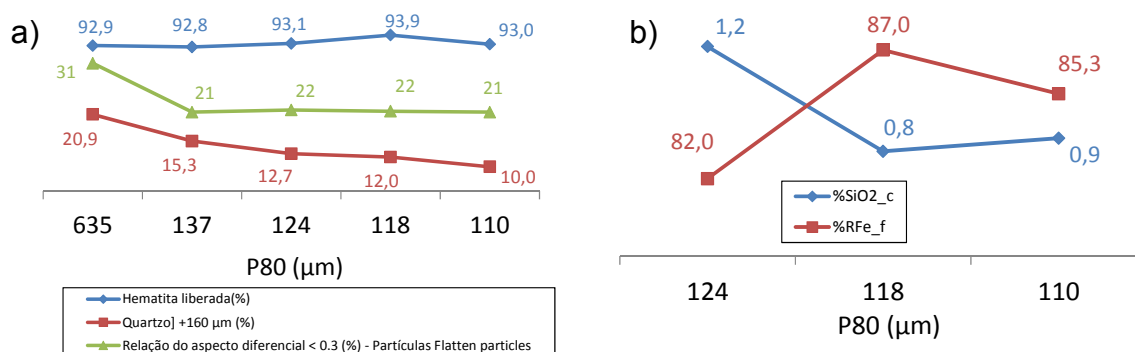 a)
92,9 92,8 93,1 93,9 93,0
31 21 22 22 21
20,9 15,3 12,7 12,0 10,0
635 137 124 118 110
P80 (µm)
Hematita liberada(%)
Quartzo] +160 µm (%)
Relação do aspecto diferencial < 0.3 (%) - Partículas Flatten particles
b)
1,2 87,0 85,3
82,0 0,8 0,9
%SiO2_c
%RFe_f
124 118 110
P80 (µm)